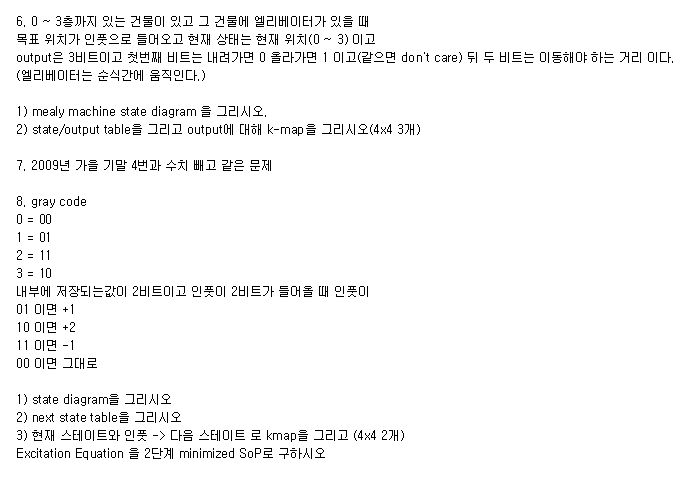 6. 0 ~ 3층까지 있는 건물이 있고 그 건물에 엘리베이터가 있을 때
목표 위치가 인풋으로 들어오고 현재 상태는 현재 위치(0 ~ 3) 이고
output은 3비트이고 첫번째 비트는 내려가면 0 올라가면 1 이고(같으면 don't care) 뒤 두 비트는 이동해야 하는 거리 이다.
(엘리베이터는 순식간에 움직인다.)
1) mealy machine state diagram 을 그리시오.
2) state/output table을 그리고 output에 대해 k-map을 그리시오(4x4 3개)
7. 2009년 가을 기말 4번과 수치 빼고 같은 문제
8. gray code
0 = 00
1 = 01
2 = 11
3 = 10
내부에 저장되는값이 2비트이고 인풋이 2비트가 들어올 때 인풋이
01 이면 +1
10 이면 +2
11 이면 -1
00 이면 그대로
1) state diagram을 그리시오
2) next state table을 그리시오
3) 현재 스테이트와 인풋 -> 다음 스테이트 로 kmap을 그리고 (4x4 2개)
Excitation Equation 을 2단계 minimized SoP로 구하시오